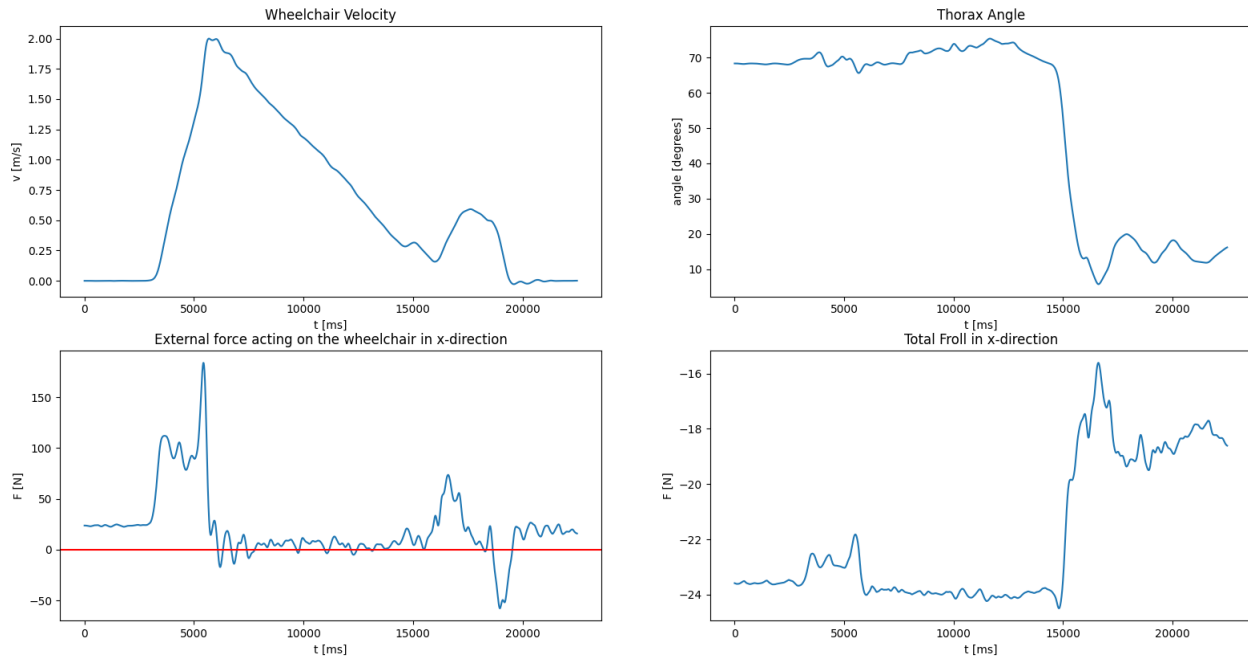 Wheelchair Velocity
v [m/s]
2.00
1.75
1.50
1.25
1.00
0.75
0.50
0.25
0.00
0 5000 10000 15000 20000
t [ms]
Thorax Angle
angle [degrees]
70
60
50
40
30
20
10
0 5000 10000 15000 20000
t [ms]
External force acting on the wheelchair in x-direction
F [N]
150
100
50
0
−50
0 5000 10000 15000 20000
t [ms]
Total Froll in x-direction
F [N]
−16
−18
−20
−22
−24
0 5000 10000 15000 20000
t [ms]